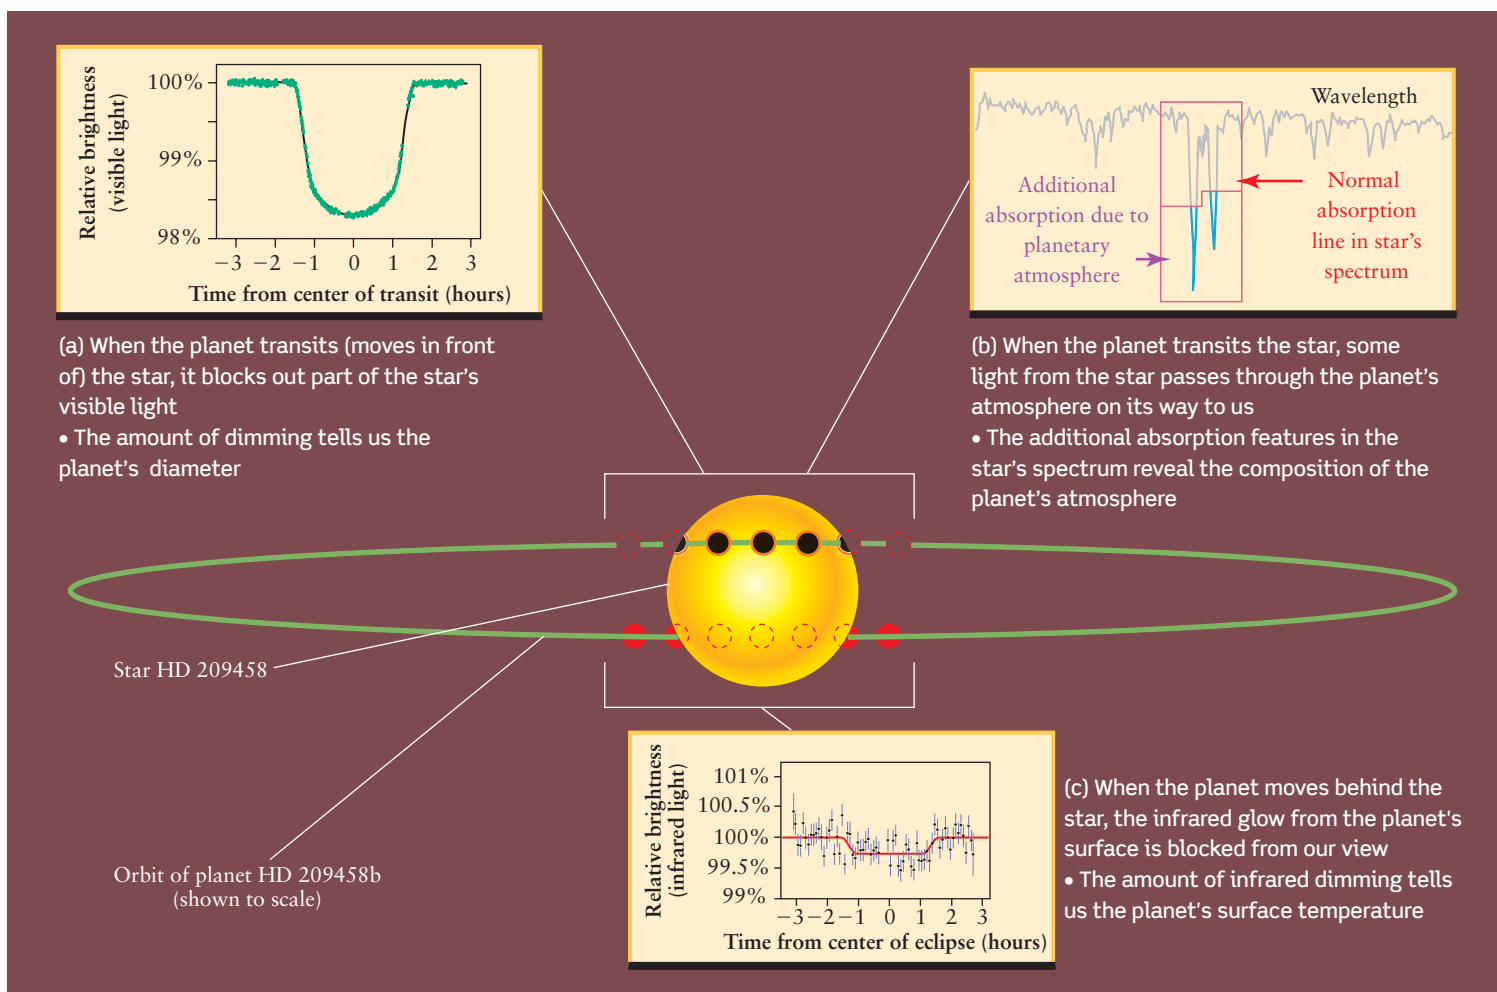 Relative brightness
(visible light)
100%
99%
98%
−3 −2 −1 0 1 2 3
Time from center of transit (hours)
(a) When the planet transits (moves in front
of) the star, it blocks out part of the star's
visible light
• The amount of dimming tells us the
planet's diameter
Wavelength
Additional
absorption due to
planetary
atmosphere
Normal
absorption
line in star's
spectrum
(b) When the planet transits the star, some
light from the star passes through the planet's
atmosphere on its way to us
• The additional absorption features in the
star's spectrum reveal the composition of the
planet's atmosphere
Star HD 209458
Orbit of planet HD 209458b
(shown to scale)
Relative brightness
(infrared light)
101%
100.5%
100%
99.5%
99%
−3 −2 −1 0 1 2 3
Time from center of eclipse (hours)
(c) When the planet moves behind the
star, the infrared glow from the planet's
surface is blocked from our view
• The amount of infrared dimming tells
us the planet's surface temperature